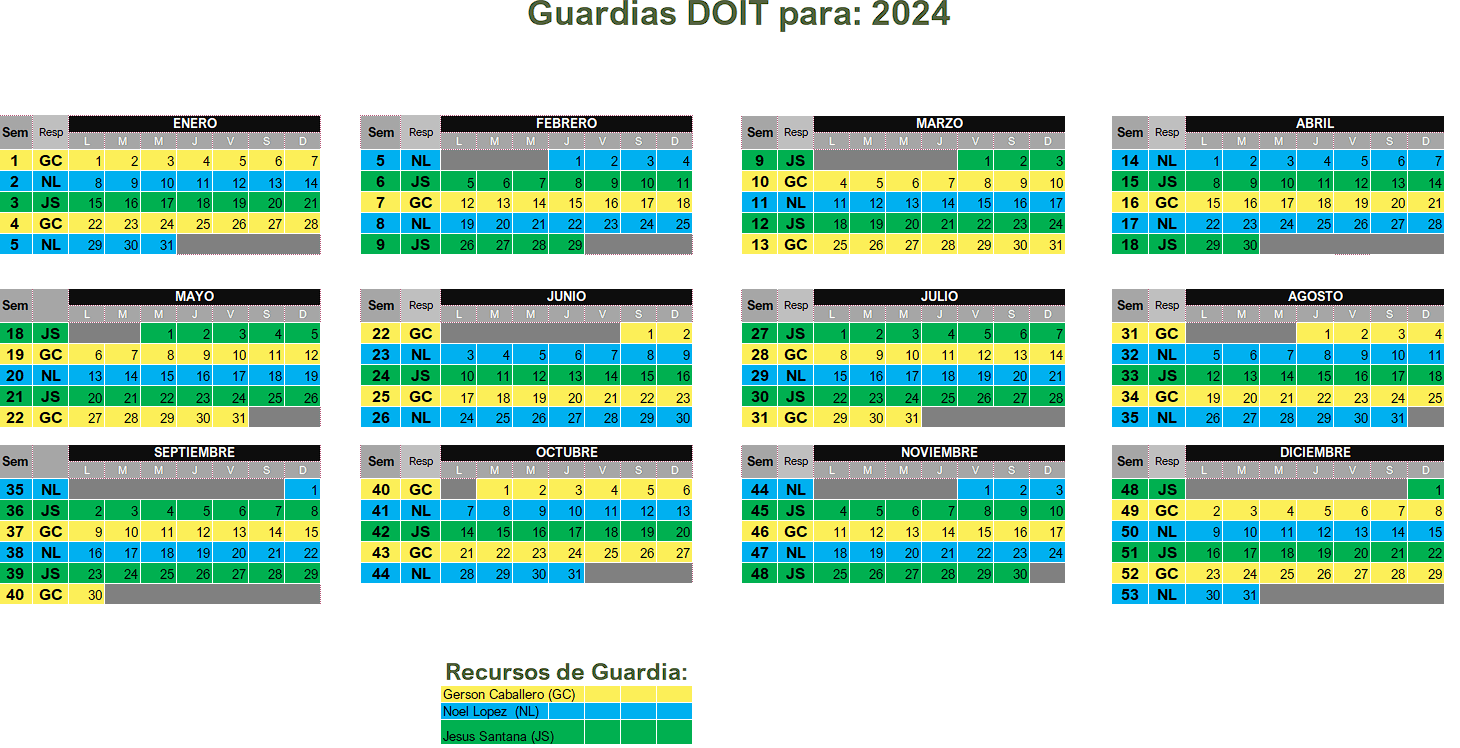 Guardias DOIT para: 2024
Sem Resp ENERO
L M M J V S D
1 GC 1 2 3 4 5 6 7
2 NL 8 9 10 11 12 13 14
3 JS 15 16 17 18 19 20 21
4 GC 22 23 24 25 26 27 28
5 NL 29 30 31
Sem Resp FEBRERO
L M M J V S D
5 NL 1 2 3 4
6 JS 5 6 7 8 9 10 11
7 GC 12 13 14 15 16 17 18
8 NL 19 20 21 22 23 24 25
9 JS 26 27 28 29
Sem Resp MARZO
L M M J V S D
9 JS 1 2 3
10 GC 4 5 6 7 8 9 10
11 NL 11 12 13 14 15 16 17
12 JS 18 19 20 21 22 23 24
13 GC 25 26 27 28 29 30 31
Sem Resp ABRIL
L M M J V S D
14 NL 1 2 3 4 5 6 7
15 JS 8 9 10 11 12 13 14
16 GC 15 16 17 18 19 20 21
17 NL 22 23 24 25 26 27 28
18 JS 29 30
Sem MAYO
L M M J V S D
18 JS 1 2 3 4 5
19 GC 6 7 8 9 10 11 12
20 NL 13 14 15 16 17 18 19
21 JS 20 21 22 23 24 25 26
22 GC 27 28 29 30 31
Sem Resp JUNIO
L M M J V S D
22 GC 1 2
23 NL 3 4 5 6 7 8 9
24 JS 10 11 12 13 14 15 16
25 GC 17 18 19 20 21 22 23
26 NL 24 25 26 27 28 29 30
Sem Resp JULIO
L M M J V S D
27 JS 1 2 3 4 5 6 7
28 GC 8 9 10 11 12 13 14
29 NL 15 16 17 18 19 20 21
30 JS 22 23 24 25 26 27 28
31 GC 29 30 31
Sem Resp AGOSTO
L M M J V S D
31 GC 1 2 3 4
32 NL 5 6 7 8 9 10 11
33 JS 12 13 14 15 16 17 18
34 GC 19 20 21 22 23 24 25
35 NL 26 27 28 29 30 31
Sem SEPTIEMBRE
L M M J V S D
35 NL 1
36 JS 2 3 4 5 6 7 8
37 GC 9 10 11 12 13 14 15
38 NL 16 17 18 19 20 21 22
39 JS 23 24 25 26 27 28 29
40 GC 30
Sem Resp OCTUBRE
L M M J V S D
40 GC 1 2 3 4 5 6
41 NL 7 8 9 10 11 12 13
42 JS 14 15 16 17 18 19 20
43 GC 21 22 23 24 25 26 27
44 NL 28 29 30 31
Sem Resp NOVIEMBRE
L M M J V S D
44 NL 1 2 3
45 JS 4 5 6 7 8 9 10
46 GC 11 12 13 14 15 16 17
47 NL 18 19 20 21 22 23 24
48 JS 25 26 27 28 29 30
Sem Resp DICIEMBRE
L M M J V S D
48 JS 1
49 GC 2 3 4 5 6 7 8
50 NL 9 10 11 12 13 14 15
51 JS 16 17 18 19 20 21 22
52 GC 23 24 25 26 27 28 29
53 NL 30 31
Recursos de Guardia:
Gerson Caballero (GC)
Noel Lopez (NL)
Jesus Santana (JS)